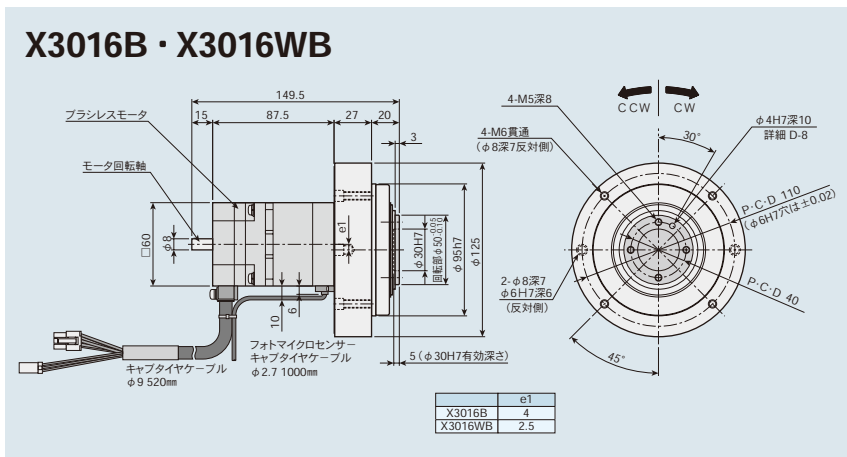 X3016B・X3016WB
149.5
15
87.5
27
20
3
ブラシレスモータ
モータ回転軸
□60
φ8
e1
φ30H7
回転部φ50-0.05 -0.10
φ95h7
φ125
10
6
フォトマイクロセンサー
キャブタイヤケーブル
φ2.7 1000mm
キャブタイヤケーブル
φ9 520mm
5(φ30H7有効深さ)
4-M5深8
CCW
CW
4-M6貫通
(φ8深7反対側)
30°
φ4H7深10
詳細 D-8
P・C・D 110
(φ6H7穴は±0.02)
2-φ8深7
φ6H7深6
(反対側)
P・C・D 40
45°
e1
X3016B 4
X3016WB 2.5